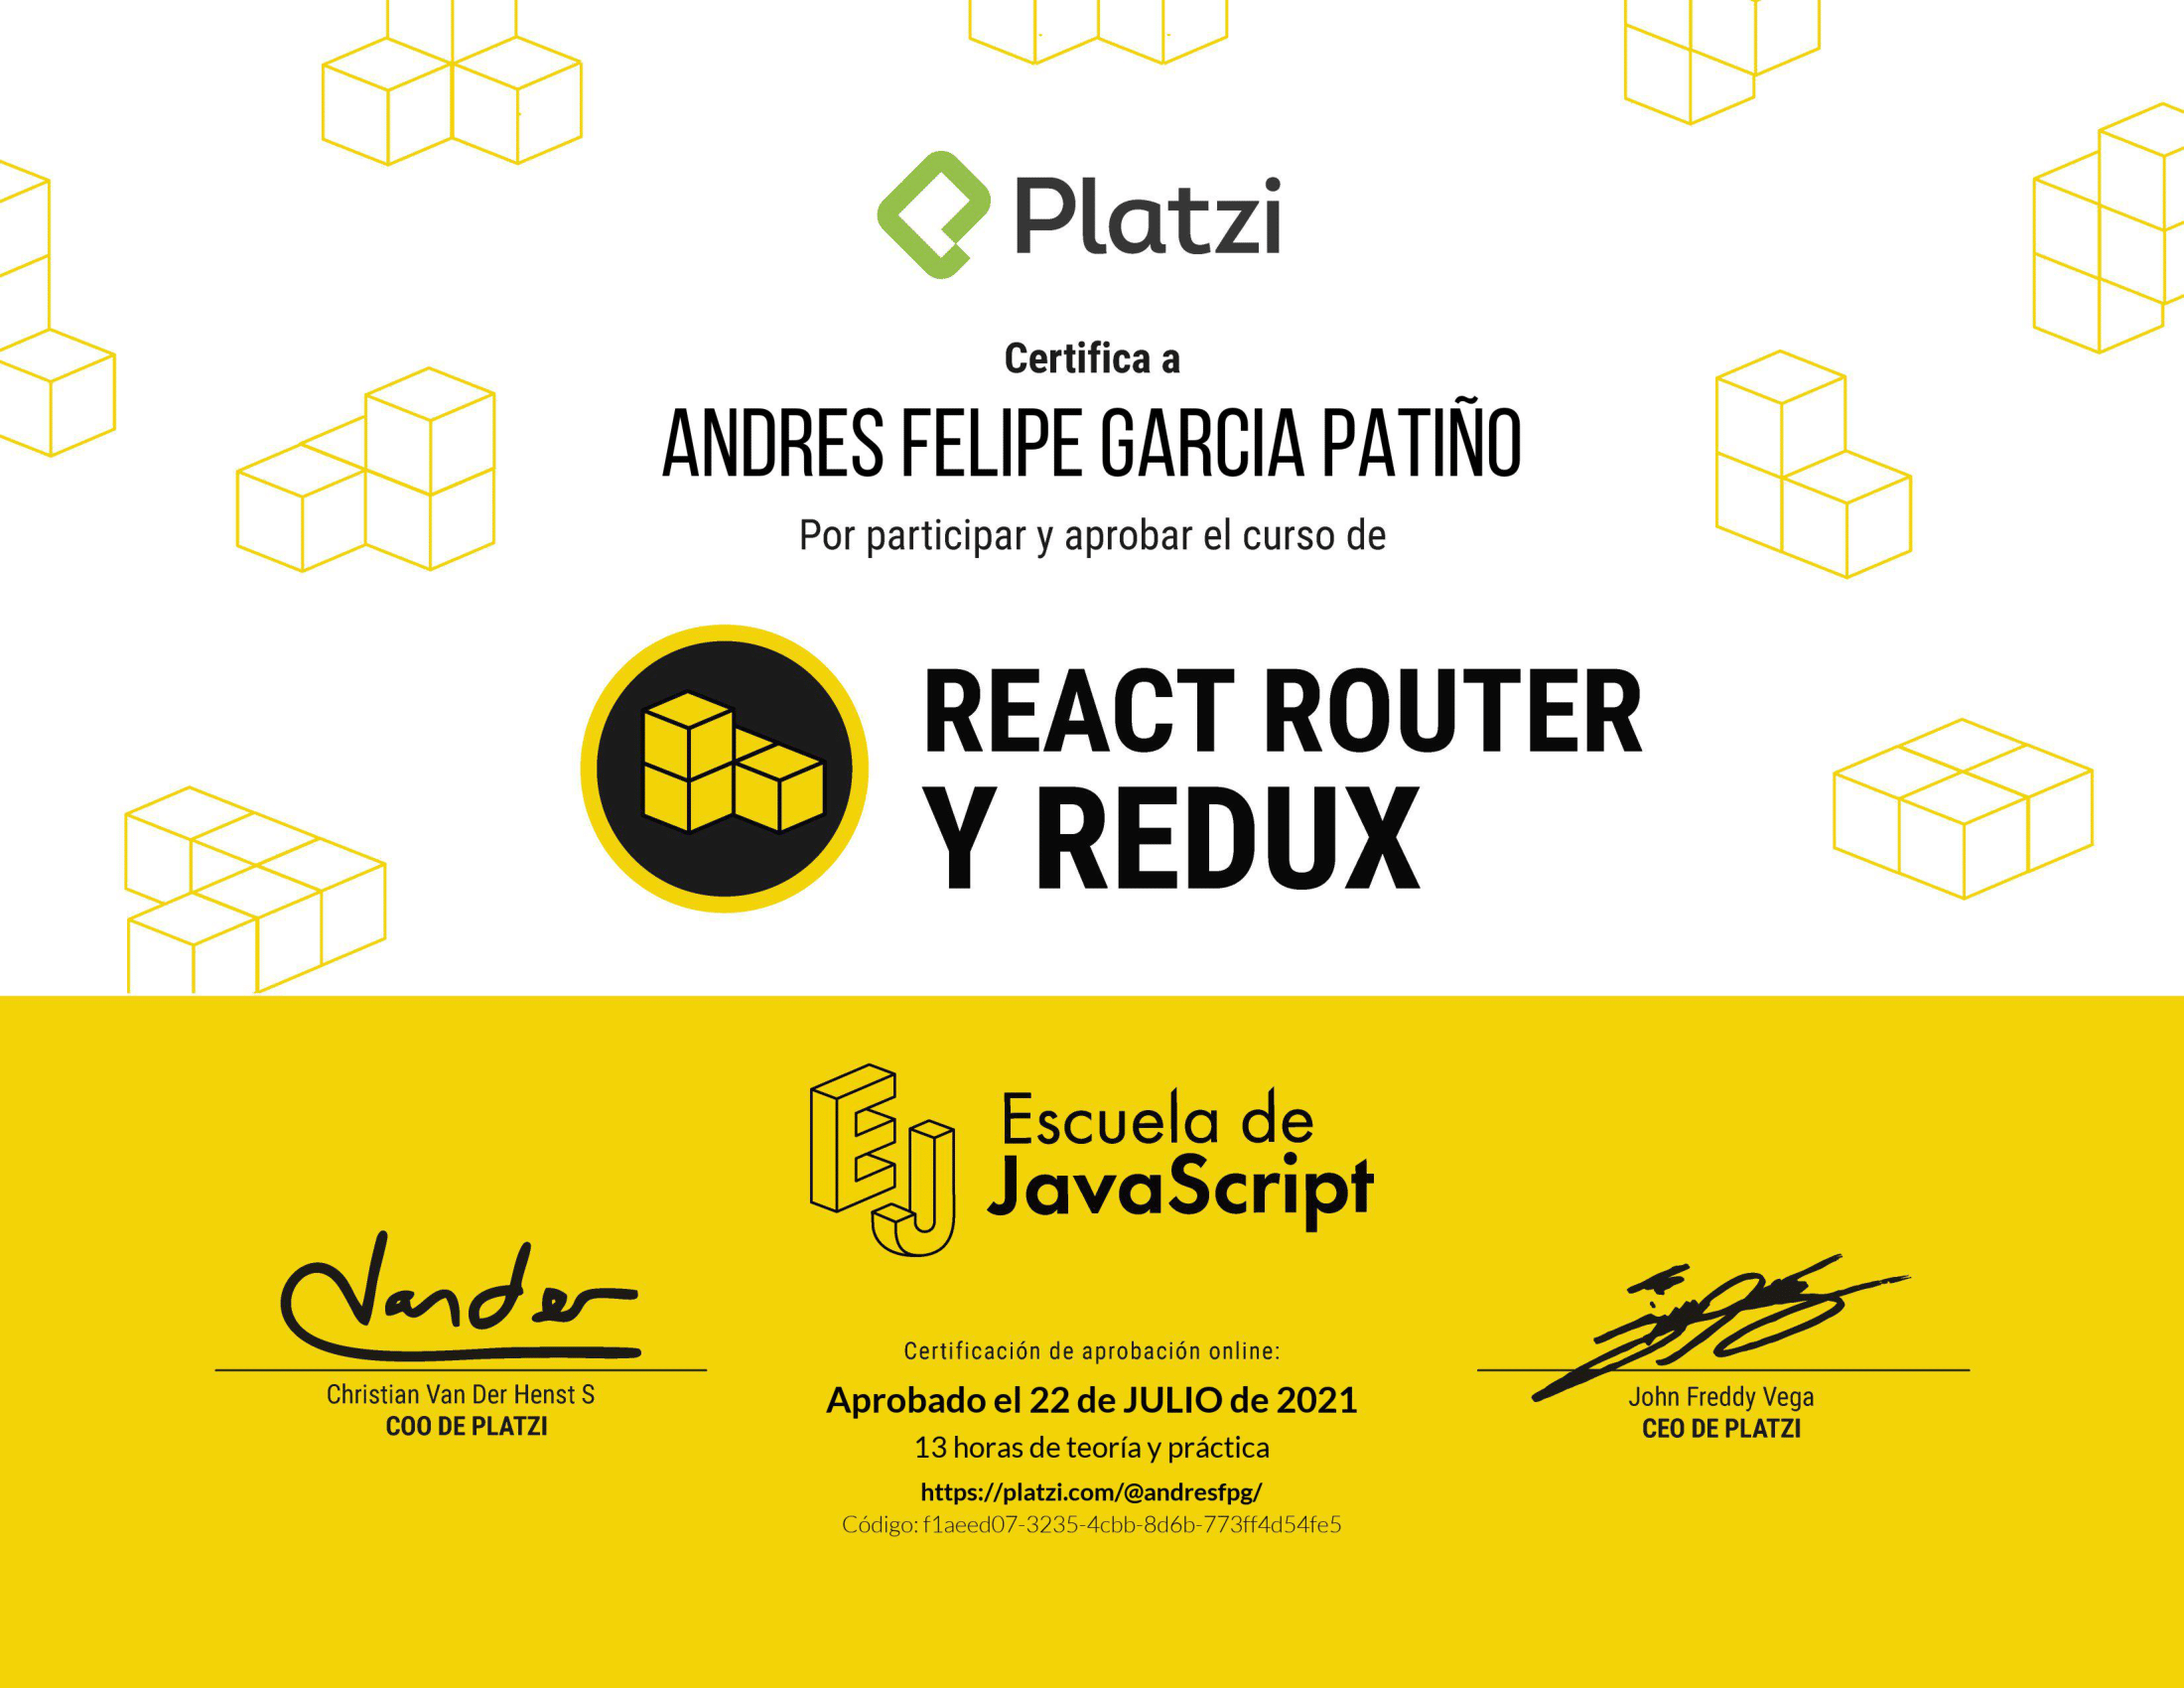 Platzi
Certifica a
ANDRES FELIPE GARCIA PATIÑO
Por participar y aprobar el curso de
REACT ROUTER
Y REDUX
EJ
Escuela de
JavaScript
Vander
Christian Van Der Henst S
COO DE PLATZI
Certificación de aprobación online:
Aprobado el 22 de JULIO de 2021
13 horas de teoría y práctica
https://platzi.com/@andresfpg/
Código: f1aeed07-3235-4cbb-8d6b-773ff4d54fe5
John Freddy Vega
CEO DE PLATZI